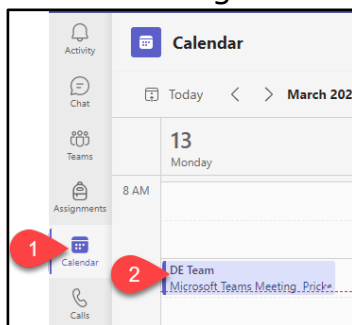 Activity
Chat
Teams
Assignments
1
Calendar
Calls
Calendar
Today
March 202
13
Monday
8 AM
2
DE Team
Microsoft Teams Meeting